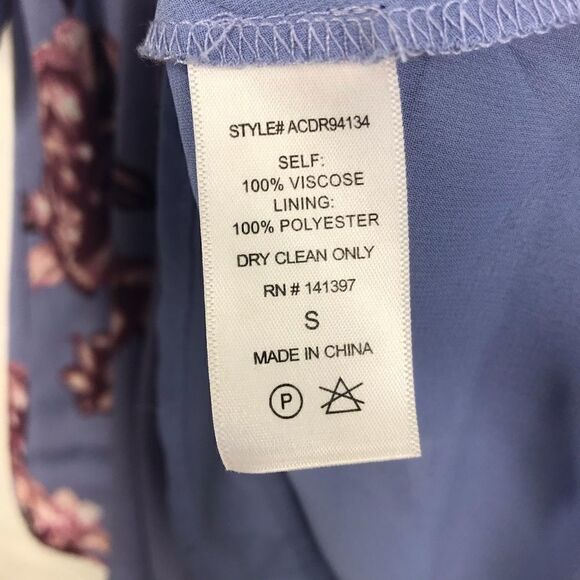 STYLE# ACDR94134
SELF:
100% VISCOSE
LINING:
100% POLYESTER
DRY CLEAN ONLY
RN # 141397
S
MADE IN CHINA
P